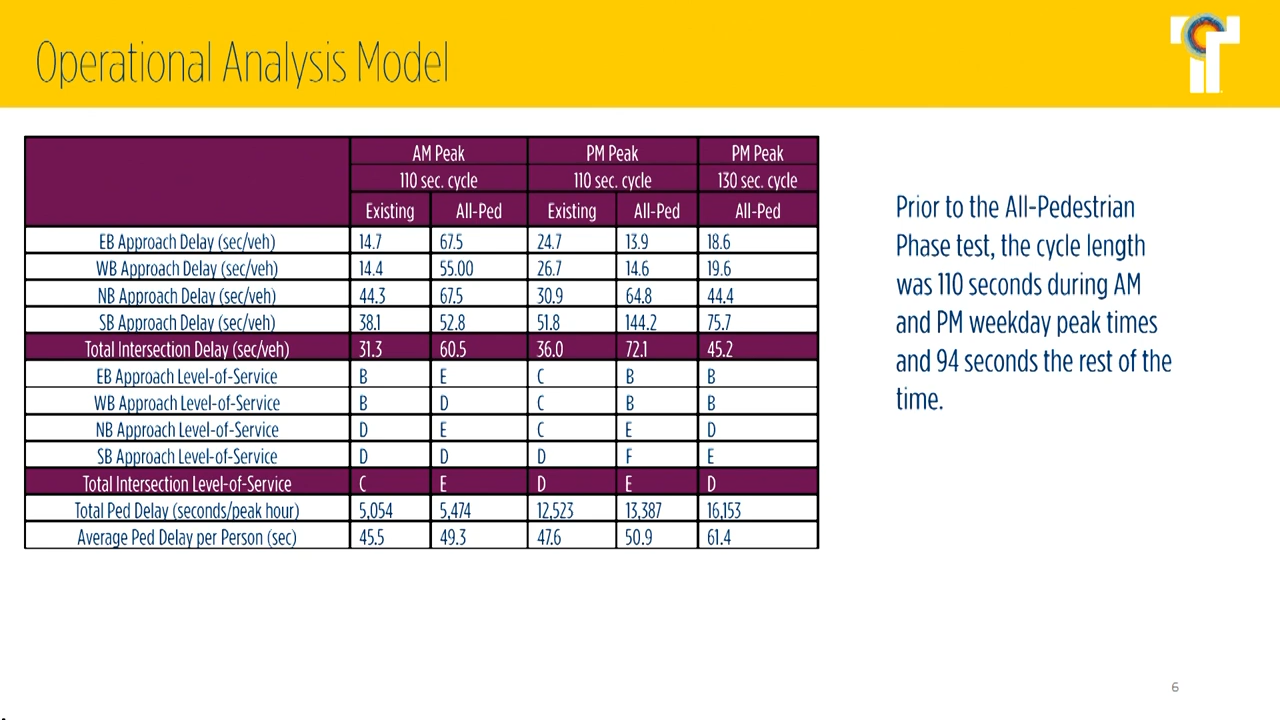 Operational Analysis Model
AM Peak PM Peak PM Peak
110 sec. cycle 110 sec. cycle 130 sec. cycle
Existing All-Ped Existing All-Ped All-Ped
EB Approach Delay (sec/veh) 14.7 67.5 24.7 13.9 18.6
WB Approach Delay (sec/veh) 14.4 55.00 26.7 14.6 19.6
NB Approach Delay (sec/veh) 44.3 67.5 30.9 64.8 44.4
SB Approach Delay (sec/veh) 38.1 52.8 51.8 144.2 75.7
Total Intersection Delay (sec/veh) 31.3 60.5 36.0 72.1 45.2
EB Approach Level-of-Service B E C B B
WB Approach Level-of-Service B D C B B
NB Approach Level-of-Service D E C E D
SB Approach Level-of-Service D D D F E
Total Intersection Level-of-Service C E D E D
Total Ped Delay (seconds/peak hour) 5,054 5,474 12,523 13,387 16,153
Average Ped Delay per Person (sec) 45.5 49.3 47.6 50.9 61.4
Prior to the All-Pedestrian
Phase test, the cycle length
was 110 seconds during AM
and PM weekday peak times
and 94 seconds the rest of the
time.
6